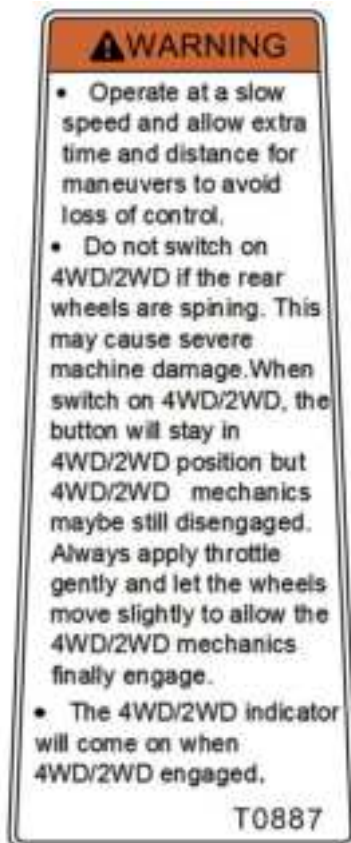 WARNING
• Operate at a slow
speed and allow extra
time and distance for
maneuvers to avoid
loss of control.
• Do not switch on
4WD/2WD if the rear
wheels are spining. This
may cause severe
machine damage.When
switch on 4WD/2WD, the
button will stay in
4WD/2WD position but
4WD/2WD mechanics
maybe still disengaged.
Always apply throttle
gently and let the wheels
move slightly to allow the
4WD/2WD mechanics
finally engage.
• The 4WD/2WD indicator
will come on when
4WD/2WD engaged.
T0887